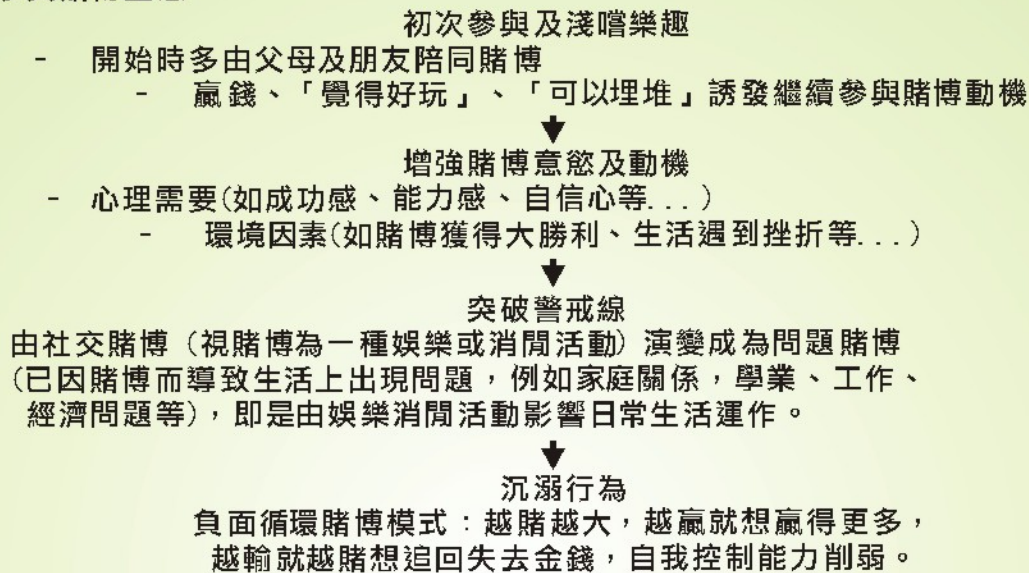 初次參與及淺嚐樂趣
- 開始時多由父母及朋友陪同賭博
- 贏錢、「覺得好玩」、「可以埋堆」誘發繼續參與賭博動機
增強賭博意慾及動機
- 心理需要(如成功感、能力感、自信心等...)
- 環境因素(如賭博獲得大勝利、生活遇到挫折等...)
突破警戒線
由社交賭博（視賭博為一種娛樂或消閒活動）演變成為問題賭博
(已因賭博而導致生活上出現問題，例如家庭關係，學業、工作、
經濟問題等)，即是由娛樂消閒活動影響日常生活運作。
沉溺行為
負面循環賭博模式：越賭越大，越贏就想贏得更多，
越輸就越賭想追回失去金錢，自我控制能力削弱。